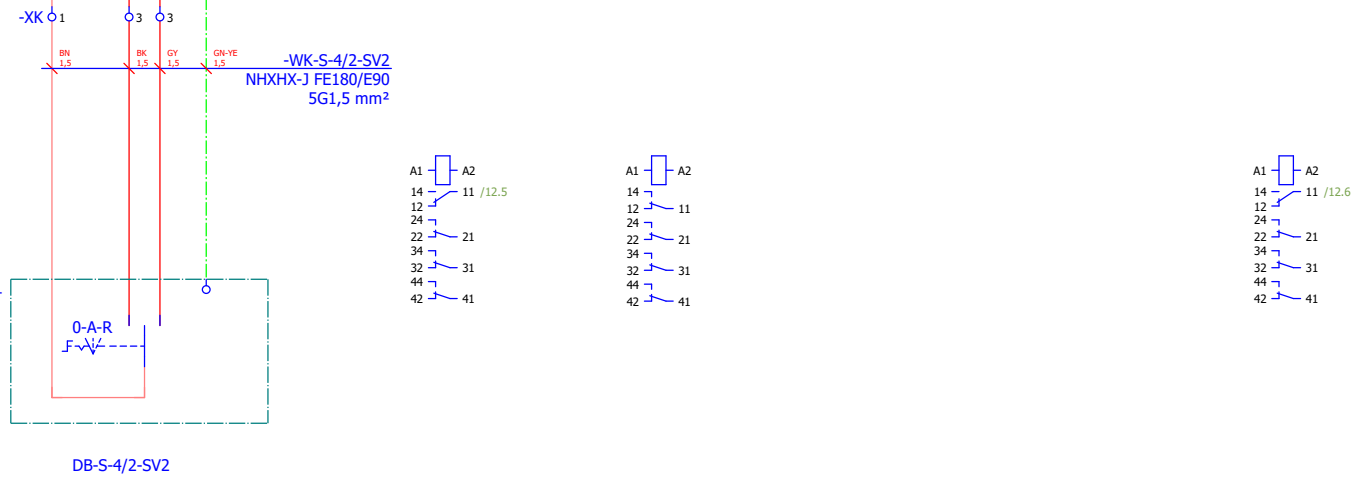 -XK 1 3 3
BN BK GY GN-YE
1,5 1,5 1,5 1,5
-WK-S-4/2-SV2
NHXHX-J FE180/E90
5G1,5 mm²
A1 A2
14 11 /12.5
12
24
22 21
34
32 31
44
42 41
A1 A2
14
12 11
24
22 21
34
32 31
44
42 41
A1 A2
14 11 /12.6
12
24
22 21
34
32 31
44
42 41
0-A-R
DB-S-4/2-SV2